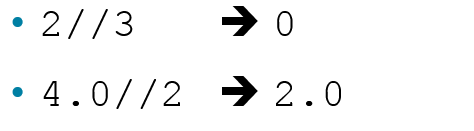 • 2//3 ➔ 0
• 4.0//2 ➔ 2.0